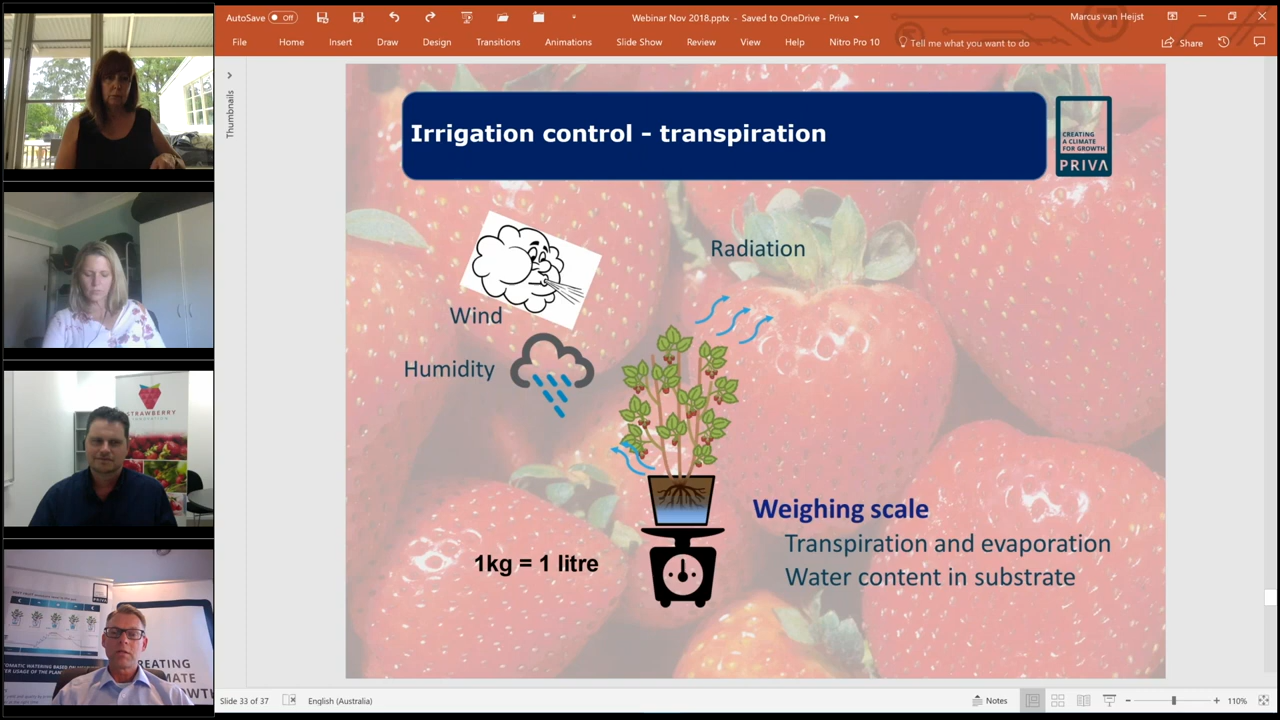 AutoSave Off
Webinar Nov 2018.pptx - Saved to OneDrive - Priva
Marcus van Heijst
File Home Insert Draw Design Transitions Animations Slide Show Review View Help Nitro Pro 10 Tell me what you want to do
Share
Thumbnails
Irrigation control - transpiration
CREATING
A CLIMATE
FOR GROWTH
PRIVA
Radiation
Wind
Humidity
Weighing scale
Transpiration and evaporation
Water content in substrate
1kg = 1 litre
STRAWBERRY
Slide 33 of 37
English (Australia)
Notes
110%